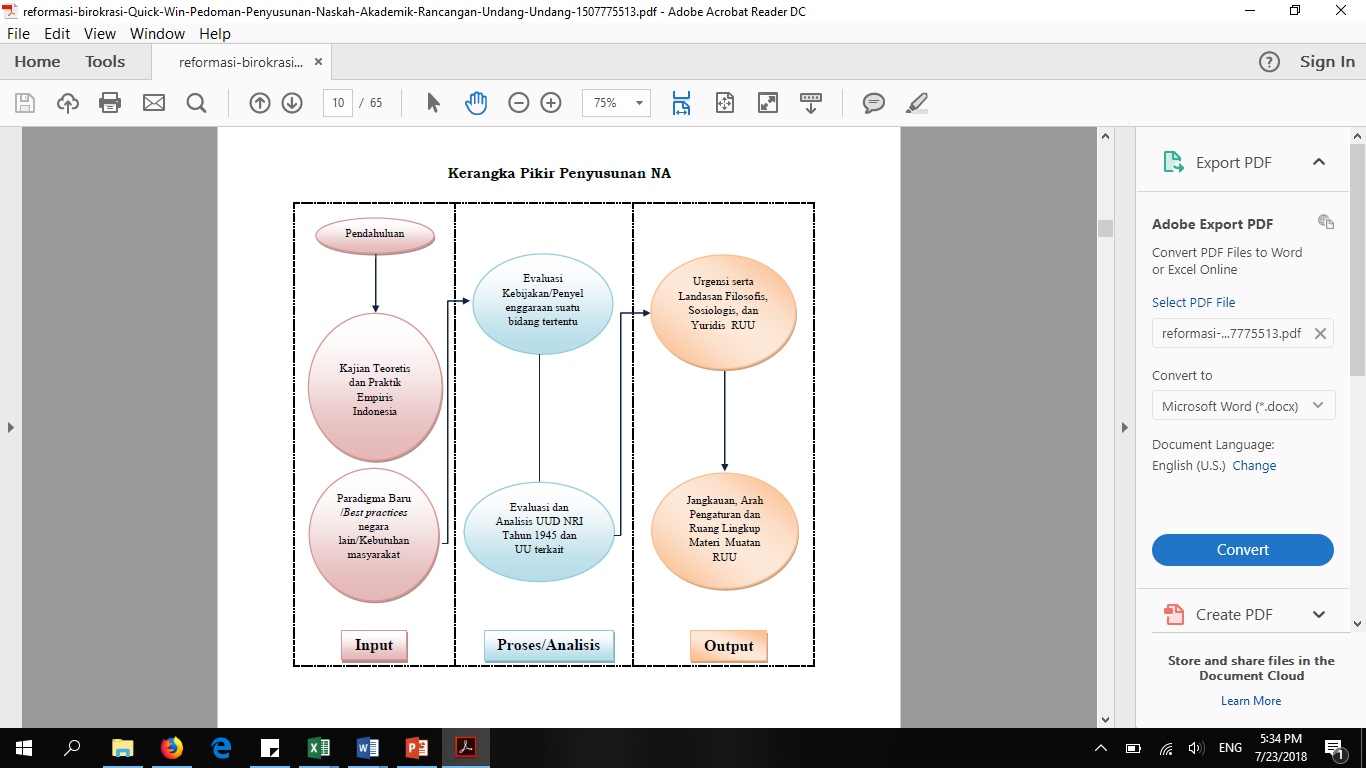 reformasi-birokrasi-Quick-Win-Pedoman-Penyusunan-Naskah-Akademik-Rancangan-Undang-Undang-1507775513.pdf - Adobe Acrobat Reader DC
File Edit View Window Help
Home Tools reformasi-birokrasi... × Sign In
10 / 65 75%
Kerangka Pikir Penyusunan NA
Pendahuluan
Kajian Teoretis
dan Praktik
Empiris
Indonesia
Paradigma Baru
/Best practices
negara
lain/Kebutuhan
masyarakat
Input
Evaluasi
Kebijakan/Penyel
enggaraan suatu
bidang tertentu
Evaluasi dan
Analisis UUD NRI
Tahun 1945 dan
UU terkait
Proses/Analisis
Urgensi serta
Landasan Filosofis,
Sosiologis, dan
Yuridis RUU
Jangkauan, Arah
Pengaturan dan
Ruang Lingkup
Materi Muatan
RUU
Output
Export PDF
Adobe Export PDF
Convert PDF Files to Word
or Excel Online
Select PDF File
reformasi-...7775513.pdf
Convert to
Microsoft Word (*.docx)
Document Language:
English (U.S.) Change
Convert
Create PDF
Store and share files in the
Document Cloud
Learn More
ENG
5:34 PM
7/23/2018
1